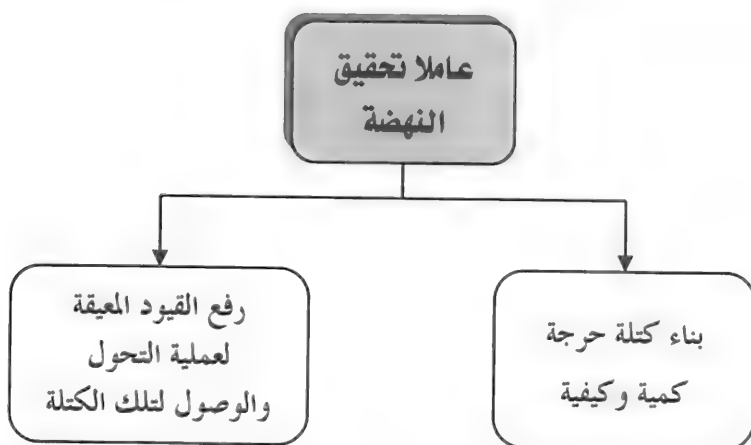 عاملا تحقيق
النهضة
بناء كتلة حرجة
كمية وكيفية
رفع القيود المعيقة
لعملية التحول
والوصول لتلك الكتلة